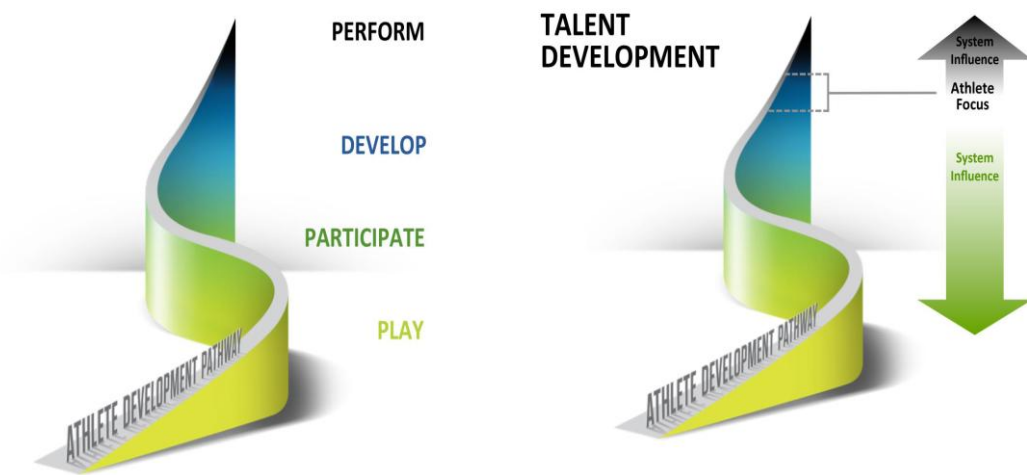 PERFORM
DEVELOP
PARTICIPATE
PLAY
ATHLETE DEVELOPMENT PATHWAY
TALENT
DEVELOPMENT
System
Influence
Athlete
Focus
System
Influence
ATHLETE DEVELOPMENT PATHWAY